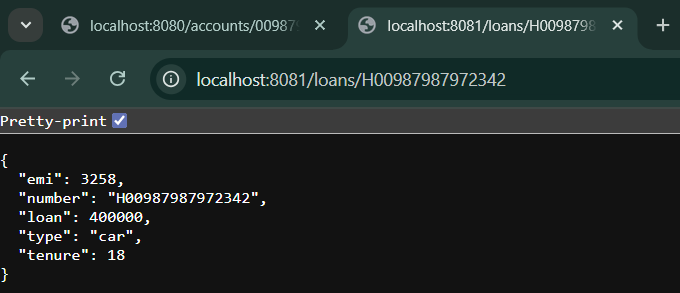 localhost:8080/accounts/00987
localhost:8081/loans/H0098798
localhost:8081/loans/H00987987972342
Pretty-print
{
"emi": 3258,
"number": "H00987987972342",
"loan": 400000,
"type": "car",
"tenure": 18
}